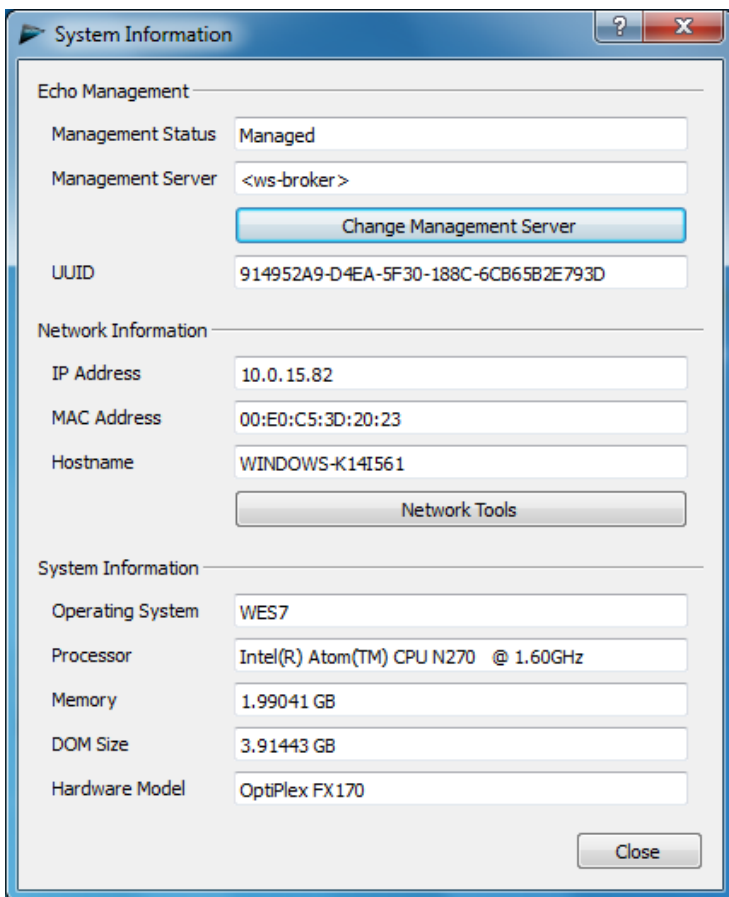 System Information
Echo Management
Management Status Managed
Management Server <ws-broker>
Change Management Server
UUID 914952A9-D4EA-5F30-188C-6CB65B2E793D
Network Information
IP Address 10.0.15.82
MAC Address 00:E0:C5:3D:20:23
Hostname WINDOWS-K14I561
Network Tools
System Information
Operating System WES7
Processor Intel(R) Atom(TM) CPU N270 @ 1.60GHz
Memory 1.99041 GB
DOM Size 3.91443 GB
Hardware Model OptiPlex FX170
Close